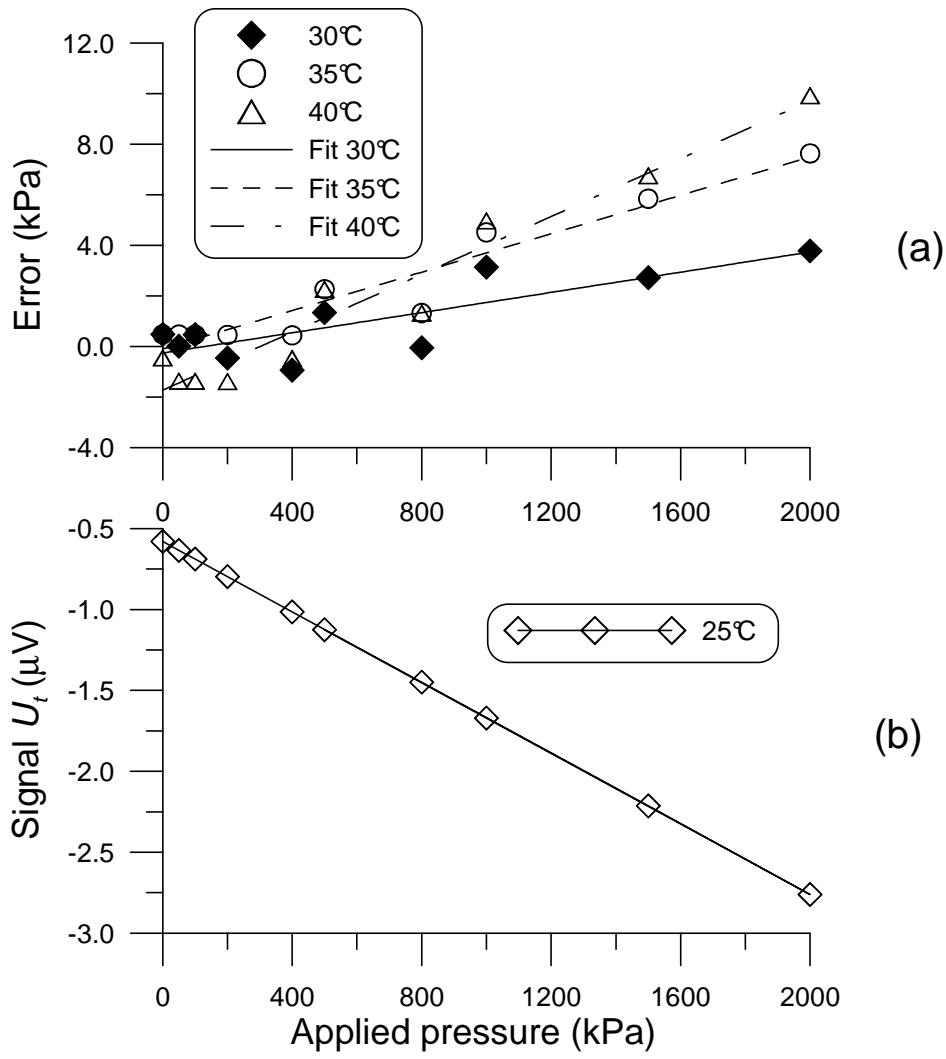 30℃
35℃
40℃
Fit 30℃
Fit 35℃
Fit 40℃
12.0
8.0
4.0
0.0
-4.0
Error (kPa)
(a)
0 400 800 1200 1600 2000
-0.5
-1.0
-1.5
-2.0
-2.5
-3.0
Signal Ut (µV)
25℃
(b)
0 400 800 1200 1600 2000
Applied pressure (kPa)